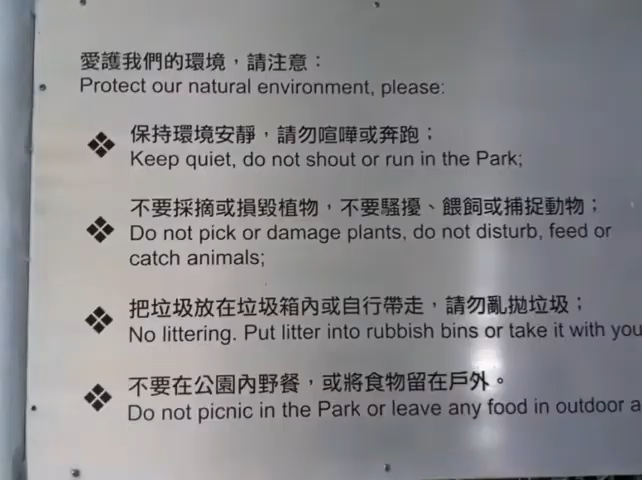 愛護我們的環境，請注意：
Protect our natural environment, please:
❖ 保持環境安靜，請勿喧嘩或奔跑；
Keep quiet, do not shout or run in the Park;
❖ 不要採摘或損毀植物，不要騷擾、餵飼或捕捉動物；
Do not pick or damage plants, do not disturb, feed or
catch animals;
❖ 把垃圾放在垃圾箱內或自行帶走，請勿亂拋垃圾；
No littering. Put litter into rubbish bins or take it with you
❖ 不要在公園內野餐，或將食物留在戶外。
Do not picnic in the Park or leave any food in outdoor